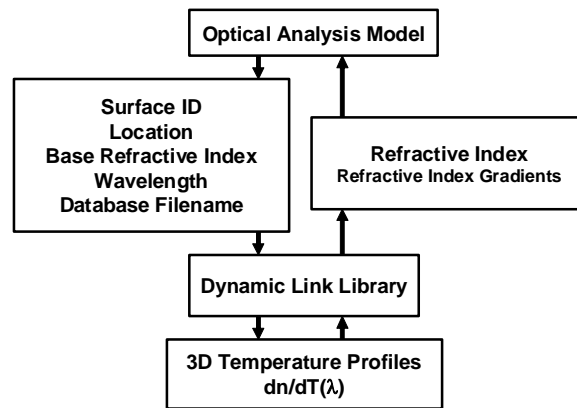 Optical Analysis Model
Surface ID
Location
Base Refractive Index
Wavelength
Database Filename
Refractive Index
Refractive Index Gradients
Dynamic Link Library
3D Temperature Profiles
dn/dT(λ)